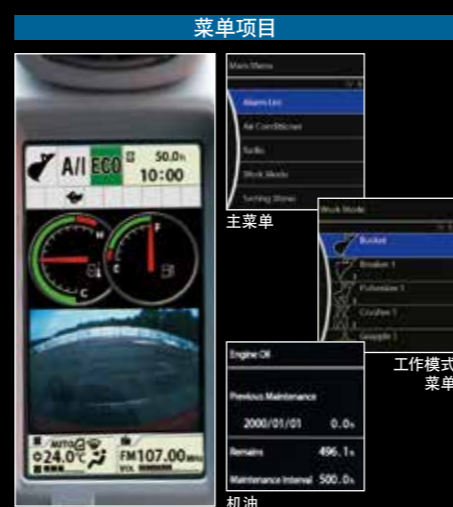 菜单项目
A/I ECO 50.0h
10:00
H
C
F
E
AUTO
24.0°C
FM107.00MHz
VOL
Main Menu
Alarm List
Air Conditioner
Radio
Work Mode
Setting Menu
主菜单
Work Mode
Bucket
Breaker 1
Pulverizer 1
Crusher 1
Grapple 1
工作模式
菜单
Engine Oil
Previous Maintenance
2000/01/01 0.0h
Remains 496.1h
Maintenance Interval 500.0h
机油